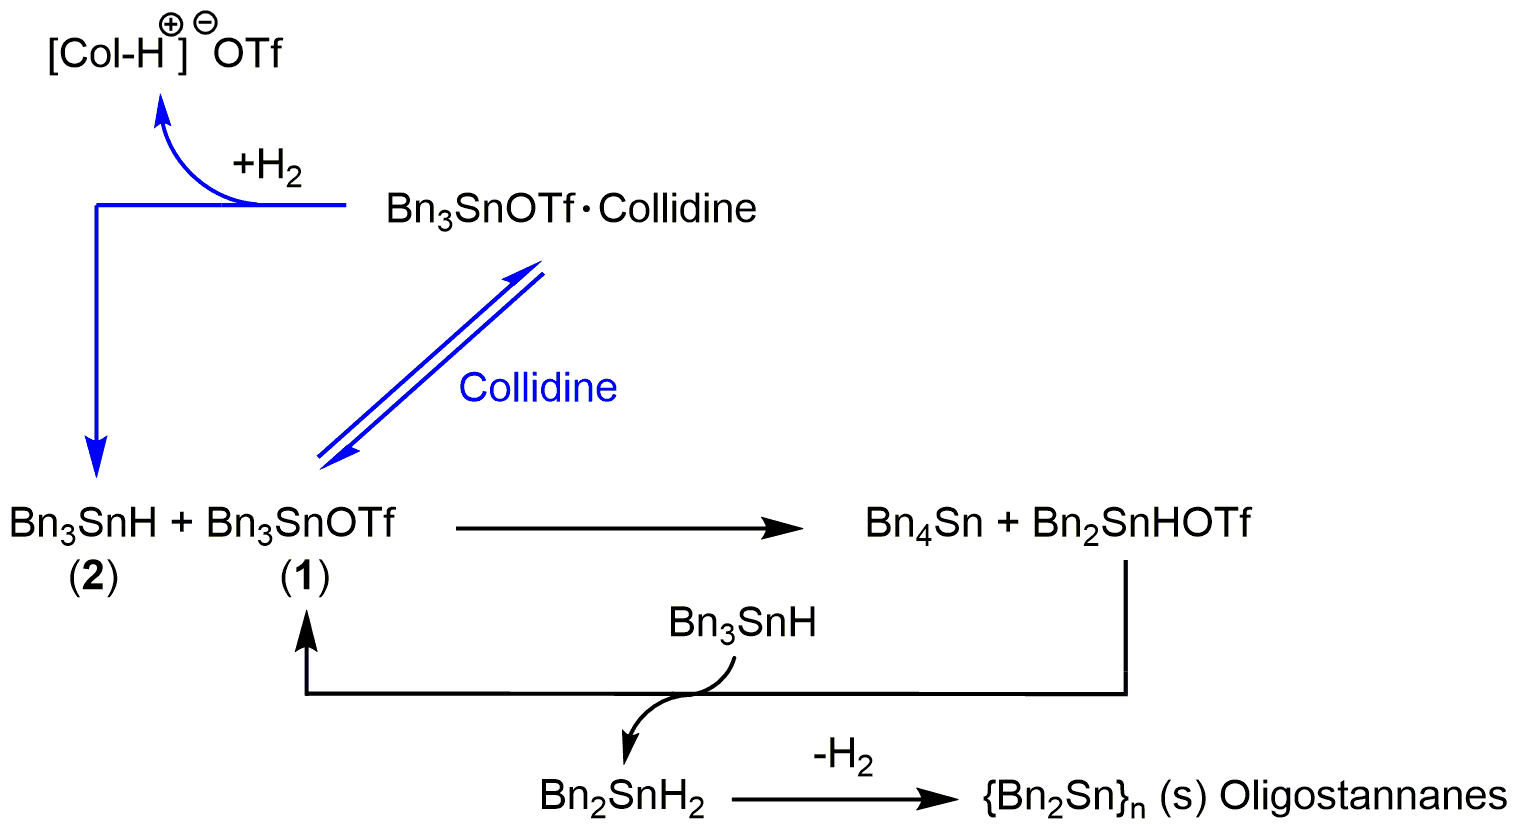 [Col-H⊕] ⊖OTf
+H₂
Bn₃SnOTf·Collidine
Collidine
Bn₃SnH + Bn₃SnOTf
Bn₄Sn + Bn₂SnHOTf
(2)
(1)
Bn₃SnH
-H₂
Bn₂SnH₂
{Bn₂Sn}ₙ (s) Oligostannanes